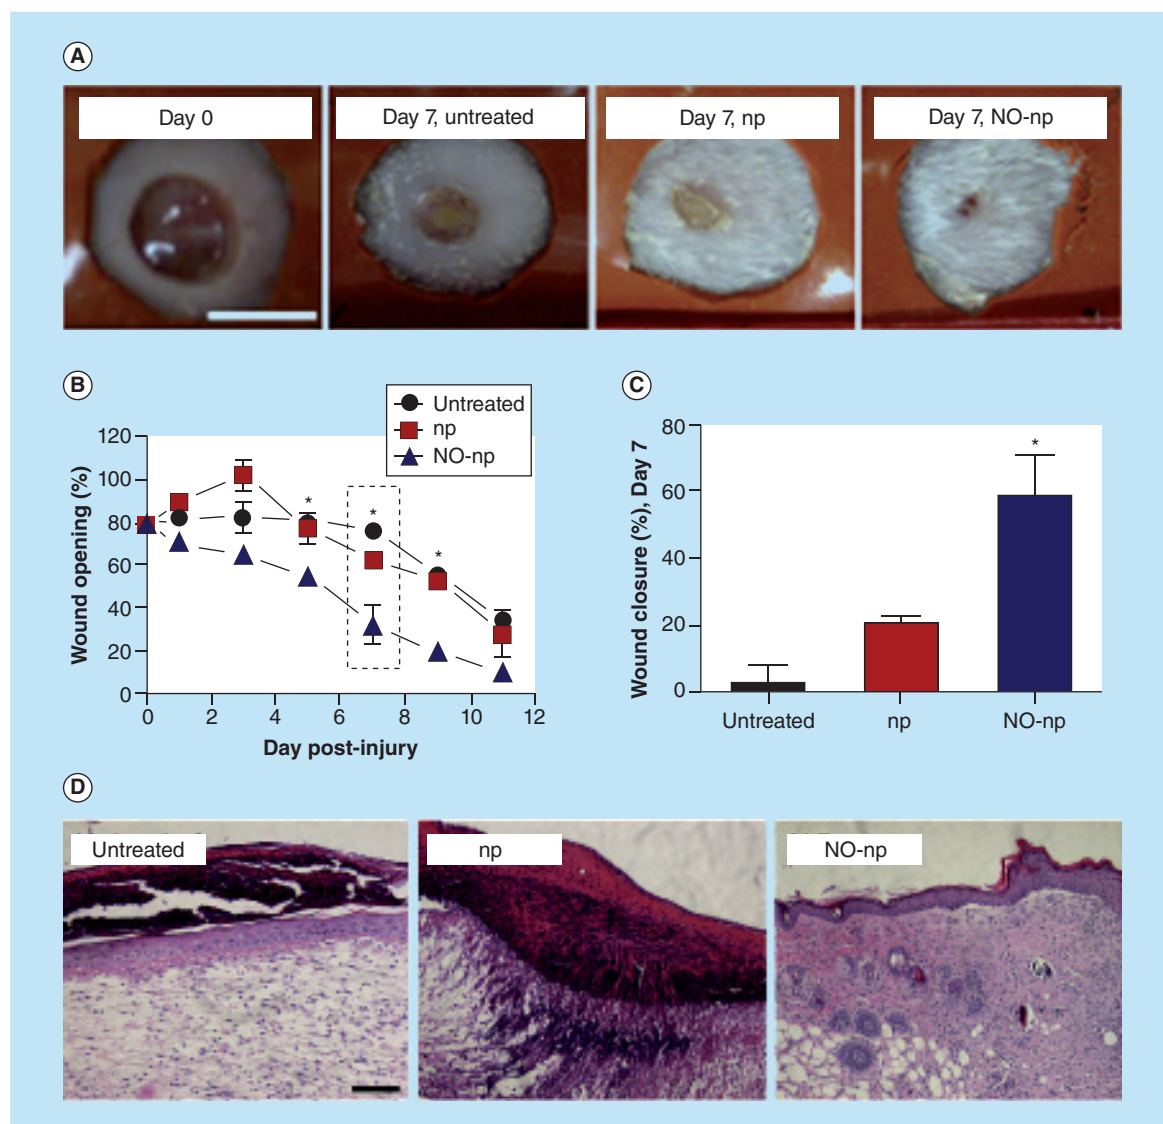 A
Day 0
Day 7, untreated
Day 7, np
Day 7, NO-np
B
Untreated
np
NO-np
Wound opening (%)
120
100
80
60
40
20
0
*
*
*
0 2 4 6 8 10 12
Day post-injury
C
Wound closure (%), Day 7
80
60
40
20
0
*
Untreated np NO-np
D
Untreated
np
NO-np